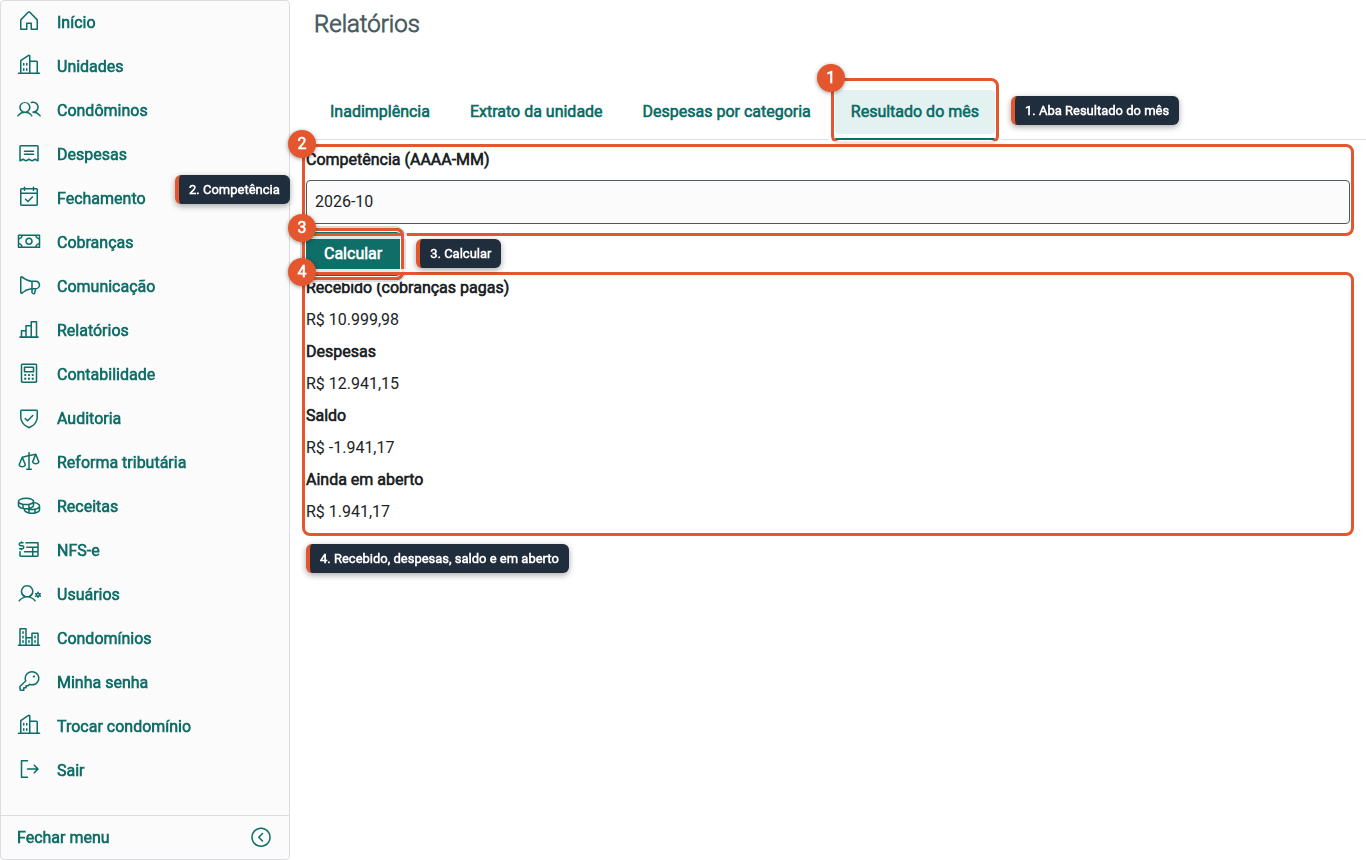 Início
Unidades
Condôminos
Despesas
Fechamento
Cobranças
Comunicação
Relatórios
Contabilidade
Auditoria
Reforma tributária
Receitas
NFS-e
Usuários
Condomínios
Minha senha
Trocar condomínio
Sair
Fechar menu
Relatórios
Inadimplência
Extrato da unidade
Despesas por categoria
1
Resultado do mês
1. Aba Resultado do mês
2
Competência (AAAA-MM)
2. Competência
2026-10
3
Calcular
3. Calcular
4
Recebido (cobranças pagas)
R$ 10.999,98
Despesas
R$ 12.941,15
Saldo
R$ -1.941,17
Ainda em aberto
R$ 1.941,17
4. Recebido, despesas, saldo e em aberto